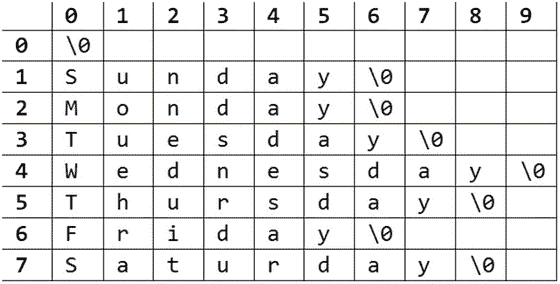 0 1 2 3 4 5 6 7 8 9
0 \0
1 S u n d a y \0
2 M o n d a y \0
3 T u e s d a y \0
4 W e d n e s d a y \0
5 T h u r s d a y \0
6 F r i d a y \0
7 S a t u r d a y \0